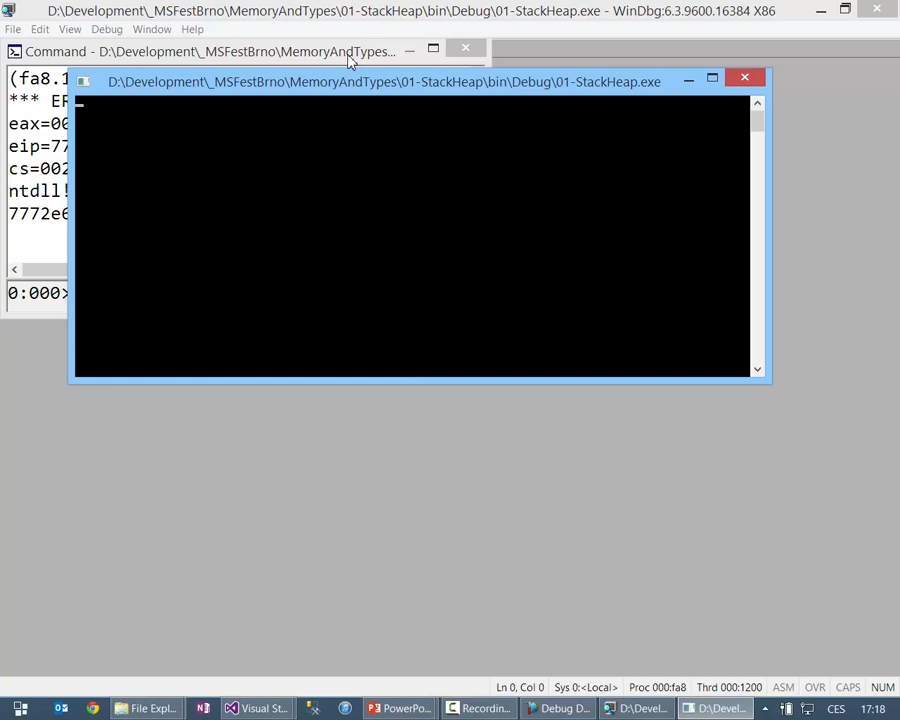 D:\Development\_MSFestBrno\MemoryAndTypes\01-StackHeap\bin\Debug\01-StackHeap.exe - WinDbg:6.3.9600.16384 X86
File Edit View Debug Window Help
Command - D:\Development\_MSFestBrno\MemoryAndTypes...
D:\Development\_MSFestBrno\MemoryAndTypes\01-StackHeap\bin\Debug\01-StackHeap.exe
(fa8.1
*** ER
eax=00
eip=77
cs=002
ntdll!
7772e6
0:000>
Ln 0, Col 0 Sys 0:<Local> Proc 000:fa8 Thrd 000:1200 ASM OVR CAPS NUM
File Expl... Visual St... PowerPo... Recordin... Debug D... D:\Devel... D:\Devel... CES 17:18